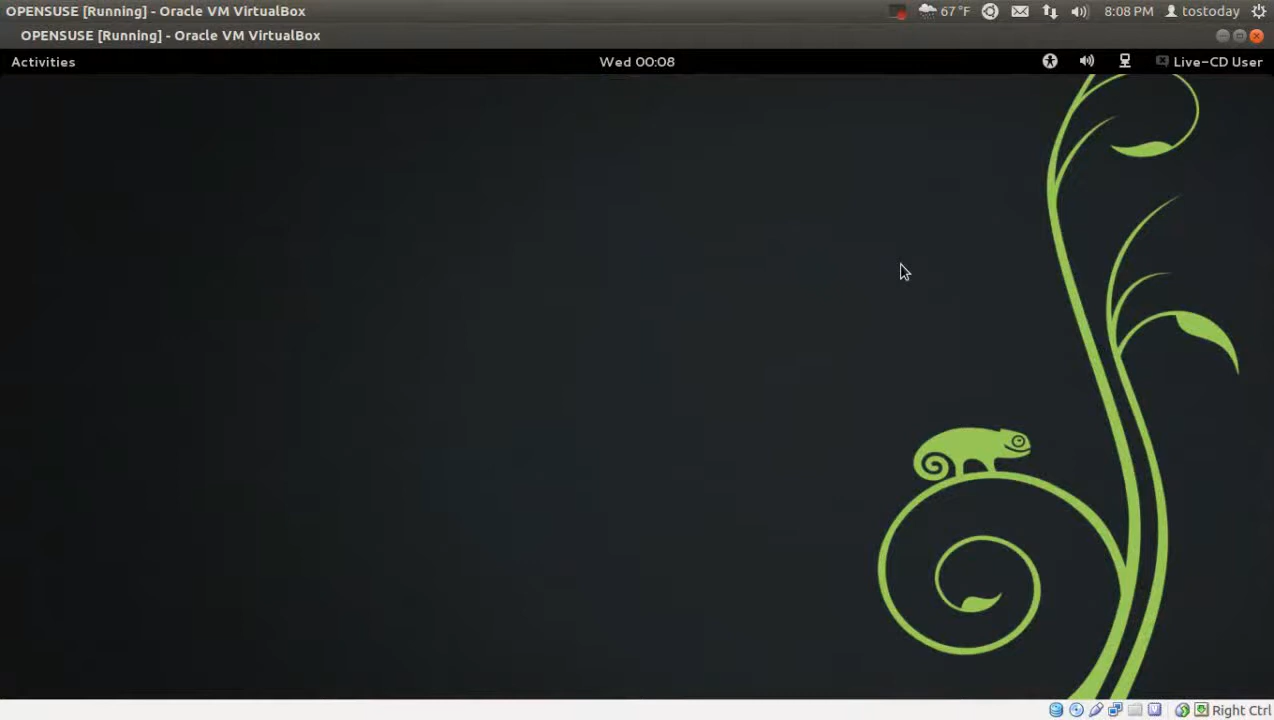 OPENSUSE [Running] - Oracle VM VirtualBox 67 °F 8:08 PM tostoday
OPENSUSE [Running] - Oracle VM VirtualBox
Activities Wed 00:08 Live-CD User
Right Ctrl